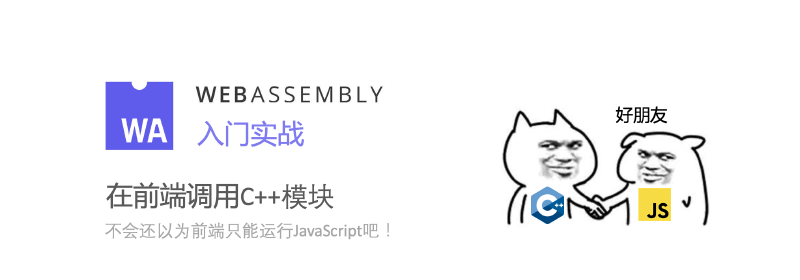 WEBASSEMBLY
WA
入门实战
好朋友
在前端调用C++模块
C++
JS
不会还以为前端只能运行JavaScript吧！